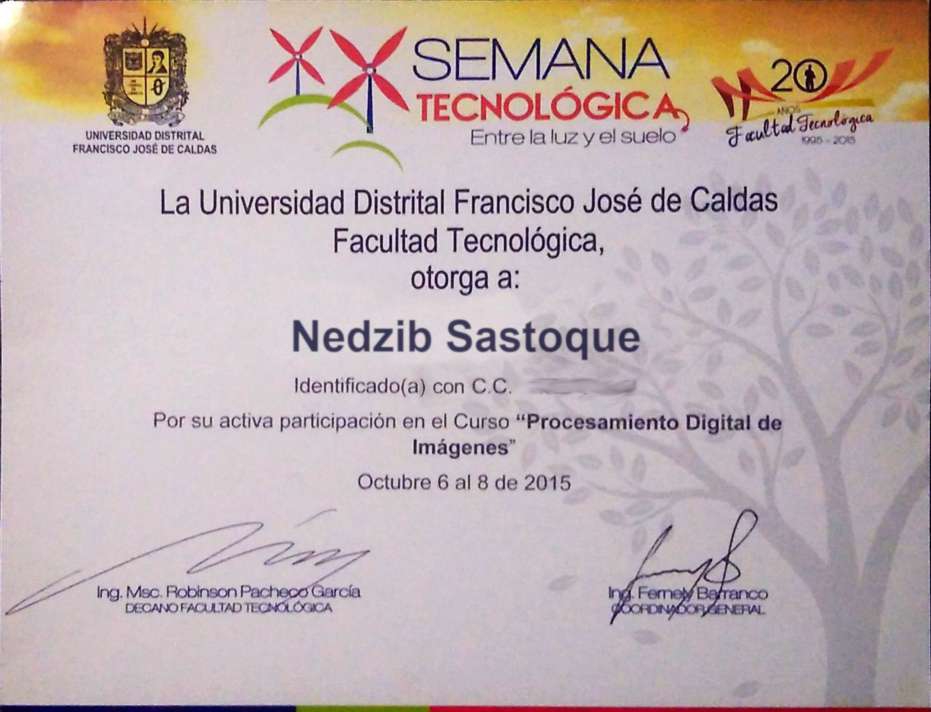 UNIVERSIDAD DISTRITAL
FRANCISCO JOSÉ DE CALDAS
SEMANA
TECNOLÓGICA
Entre la luz y el suelo
20
AÑOS
Facultad Tecnológica
1995 - 2015
La Universidad Distrital Francisco José de Caldas
Facultad Tecnológica,
otorga a:
Nedzib Sastoque
Identificado(a) con C.C.
Por su activa participación en el Curso “Procesamiento Digital de
Imágenes”
Octubre 6 al 8 de 2015
Ing. Msc. Robinson Pacheco García
DECANO FACULTAD TECNOLÓGICA
Ing. Fernely Barranco
COORDINADOR GENERAL